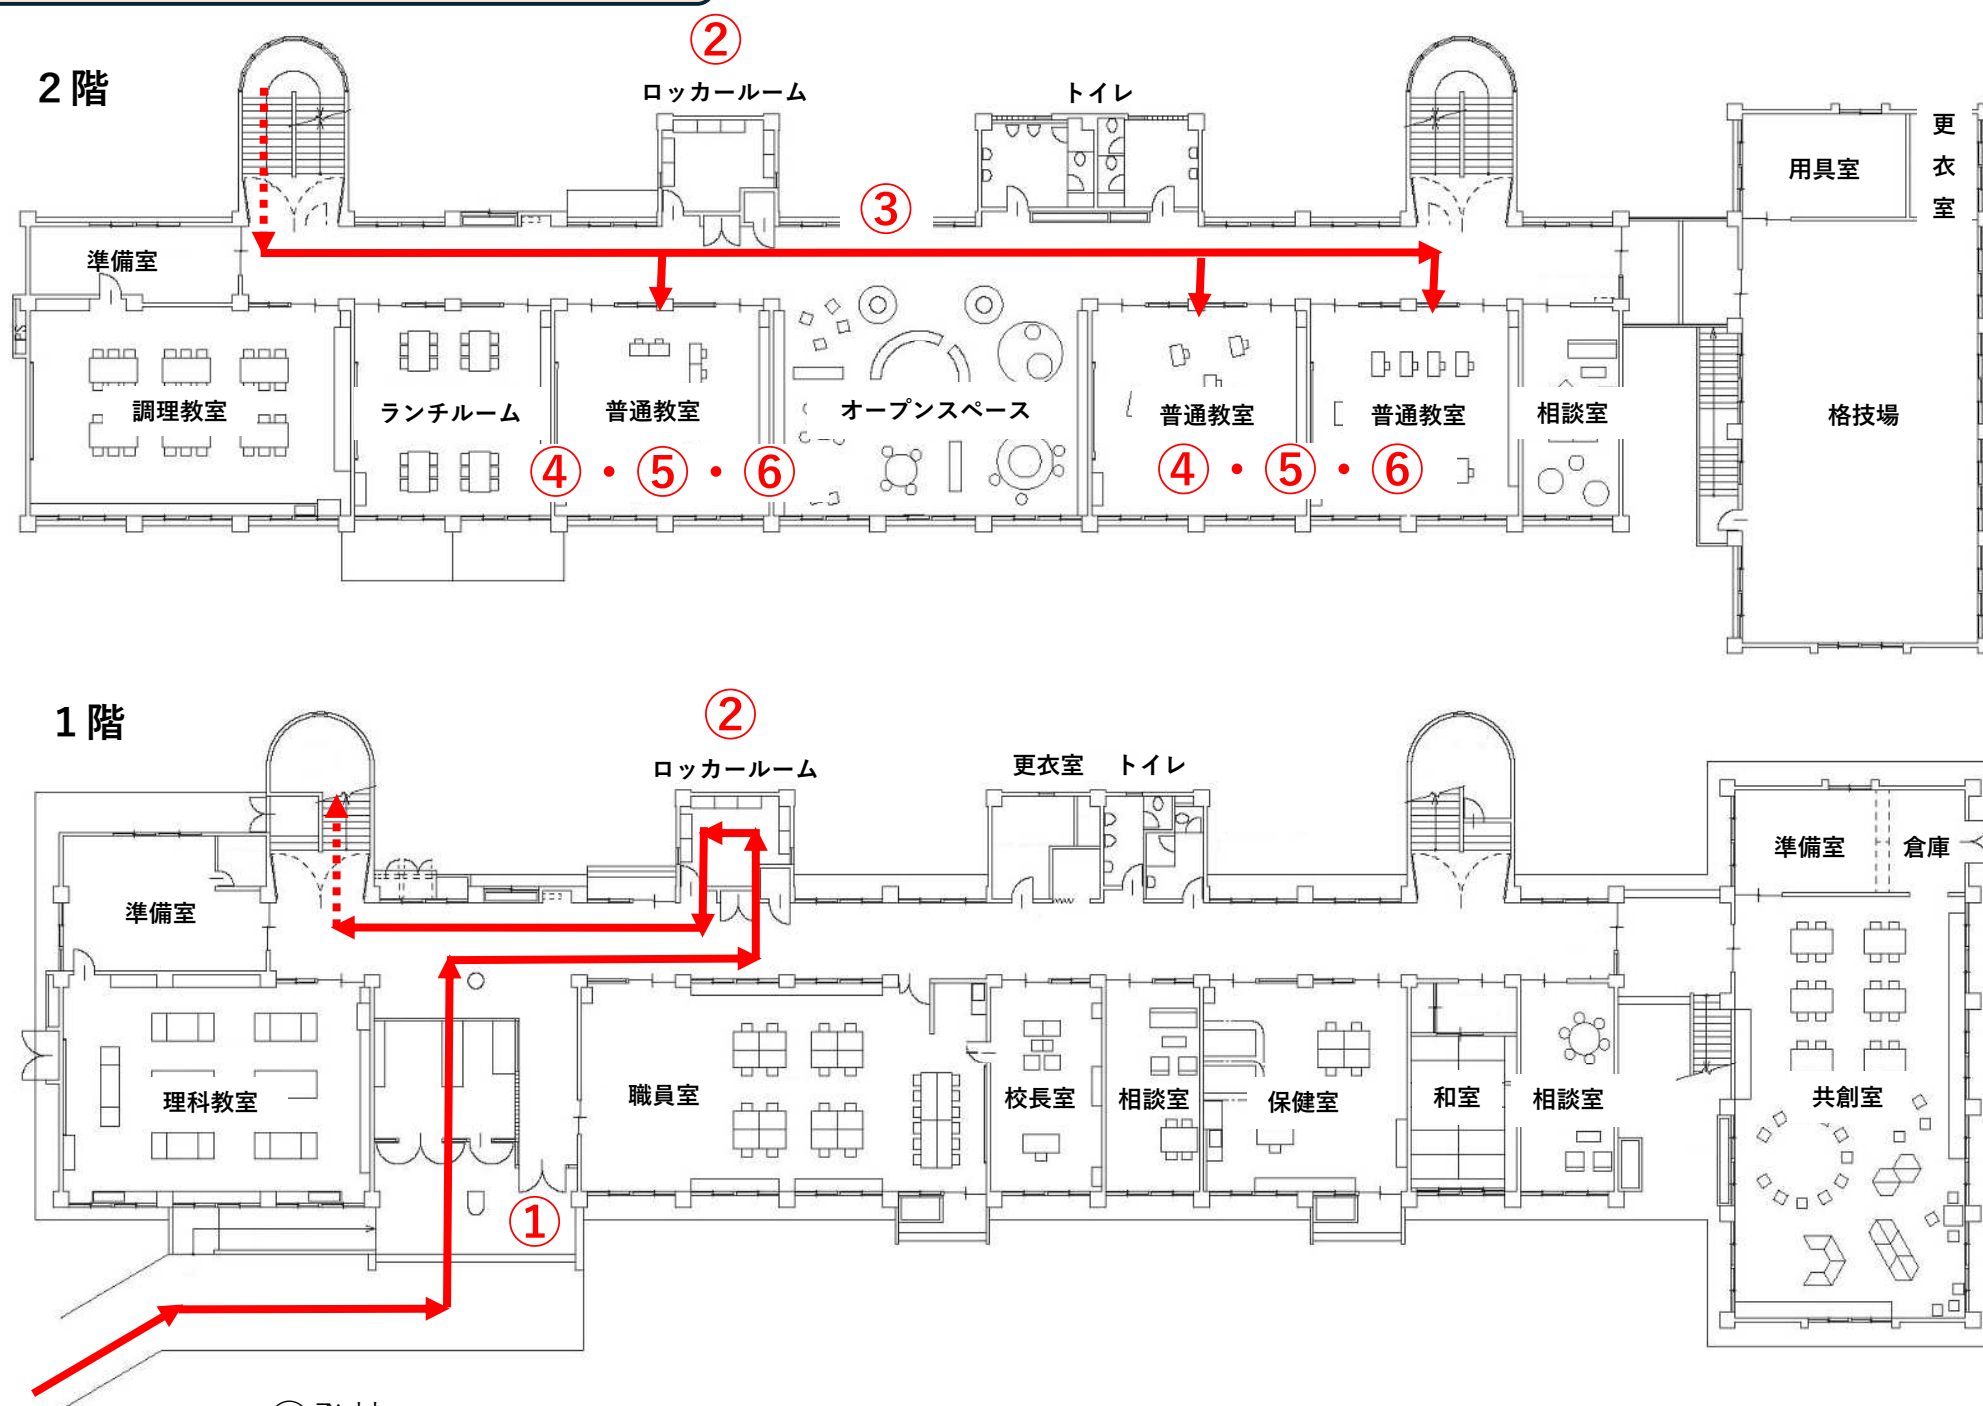 ②
2階
ロッカールーム
トイレ
更衣室
用具室
③
準備室
PS
調理教室
ランチルーム
普通教室
オープンスペース
普通教室
普通教室
相談室
格技場
④・⑤・⑥
④・⑤・⑥
②
1階
ロッカールーム
更衣室
トイレ
準備室
倉庫
準備室
理科教室
職員室
校長室
相談室
保健室
和室
相談室
共創室
①